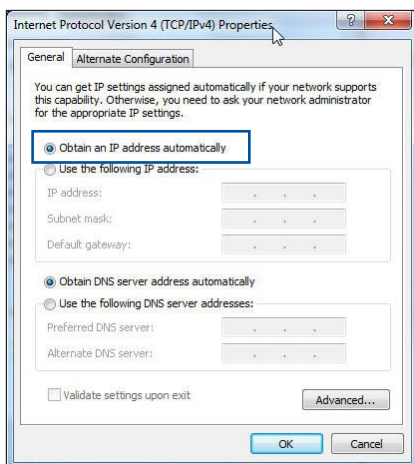 Internet Protocol Version 4 (TCP/IPv4) Properties
General
Alternate Configuration
You can get IP settings assigned automatically if your network supports
this capability. Otherwise, you need to ask your network administrator
for the appropriate IP settings.
Obtain an IP address automatically
Use the following IP address:
IP address:
Subnet mask:
Default gateway:
Obtain DNS server address automatically
Use the following DNS server addresses:
Preferred DNS server:
Alternate DNS server:
Validate settings upon exit
Advanced...
OK
Cancel